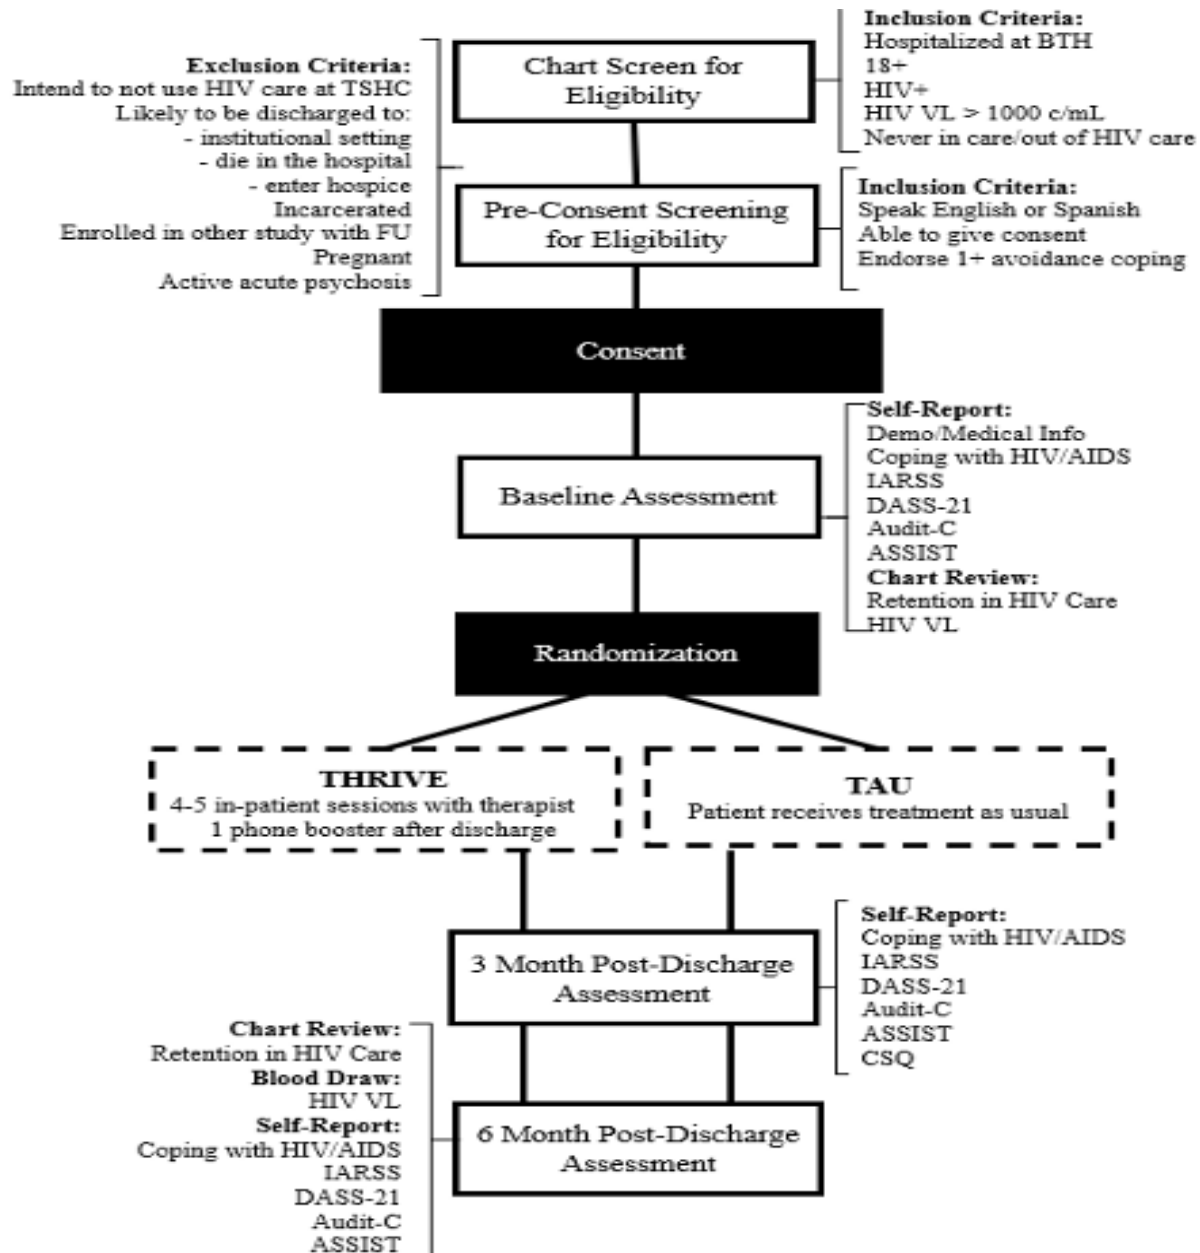 Inclusion Criteria:
Hospitalized at BTH
18+
HIV+
HIV VL > 1000 c/mL
Never in care/out of HIV care
Chart Screen for
Eligibility
Exclusion Criteria:
Intend to not use HIV care at TSHC
Likely to be discharged to:
- institutional setting
- die in the hospital
- enter hospice
Incarcerated
Enrolled in other study with FU
Pregnant
Active acute psychosis
Pre-Consent Screening
for Eligibility
Inclusion Criteria:
Speak English or Spanish
Able to give consent
Endorse 1+ avoidance coping
Consent
Baseline Assessment
Self-Report:
Demo/Medical Info
Coping with HIV/AIDS
IARSS
DASS-21
Audit-C
ASSIST
Chart Review:
Retention in HIV Care
HIV VL
Randomization
THRIVE
4-5 in-patient sessions with therapist
1 phone booster after discharge
TAU
Patient receives treatment as usual
3 Month Post-Discharge
Assessment
Self-Report:
Coping with HIV/AIDS
IARSS
DASS-21
Audit-C
ASSIST
CSQ
Chart Review:
Retention in HIV Care
Blood Draw:
HIV VL
Self-Report:
Coping with HIV/AIDS
IARSS
DASS-21
Audit-C
ASSIST
6 Month Post-Discharge
Assessment